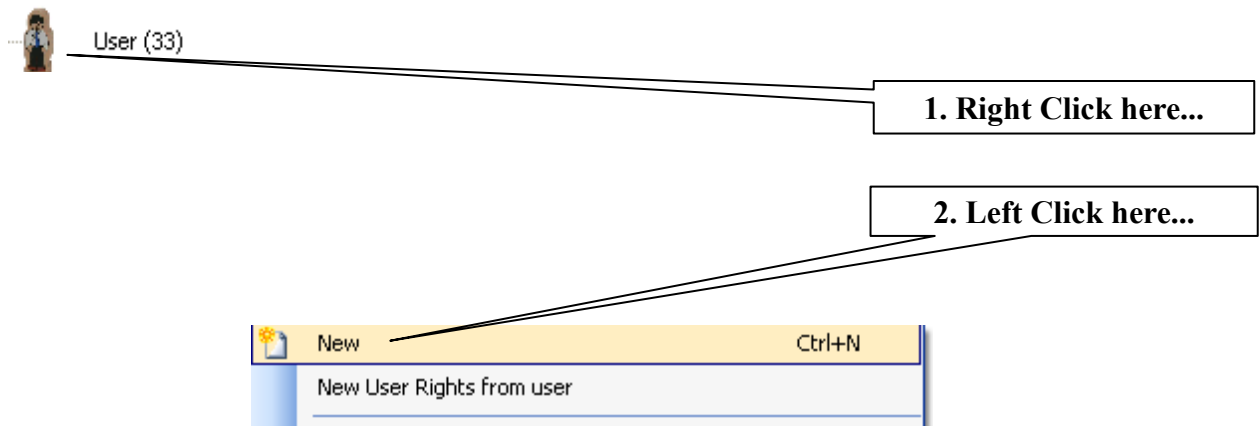 User (33)
1. Right Click here...
2. Left Click here...
New Ctrl+N
New User Rights from user